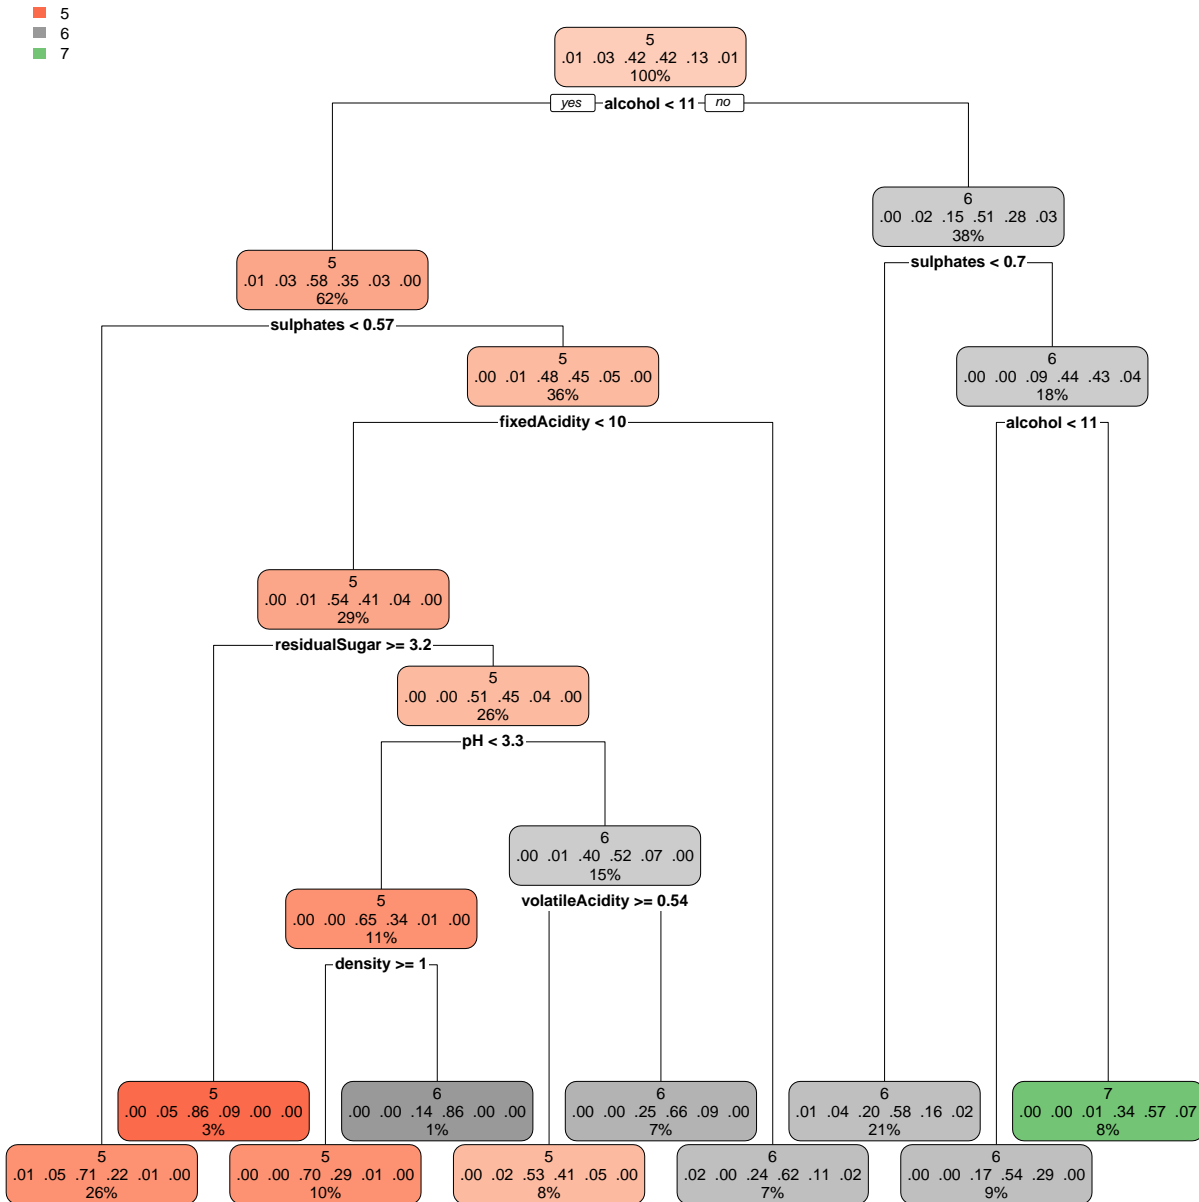 5
6
7
5
.01 .03 .42 .42 .13 .01
100%
yes alcohol < 11 no
6
.00 .02 .15 .51 .28 .03
38%
sulphates < 0.7
5
.01 .03 .58 .35 .03 .00
62%
sulphates < 0.57
5
.00 .01 .48 .45 .05 .00
36%
fixedAcidity < 10
6
.00 .00 .09 .44 .43 .04
18%
alcohol < 11
5
.00 .01 .54 .41 .04 .00
29%
residualSugar >= 3.2
5
.00 .00 .51 .45 .04 .00
26%
pH < 3.3
6
.00 .01 .40 .52 .07 .00
15%
volatileAcidity >= 0.54
5
.00 .00 .65 .34 .01 .00
11%
density >= 1
5
.00 .05 .86 .09 .00 .00
3%
6
.00 .00 .14 .86 .00 .00
1%
6
.00 .00 .25 .66 .09 .00
7%
6
.01 .04 .20 .58 .16 .02
21%
7
.00 .00 .01 .34 .57 .07
8%
5
.01 .05 .71 .22 .01 .00
26%
5
.00 .00 .70 .29 .01 .00
10%
5
.00 .02 .53 .41 .05 .00
8%
6
.02 .00 .24 .62 .11 .02
7%
6
.00 .00 .17 .54 .29 .00
9%